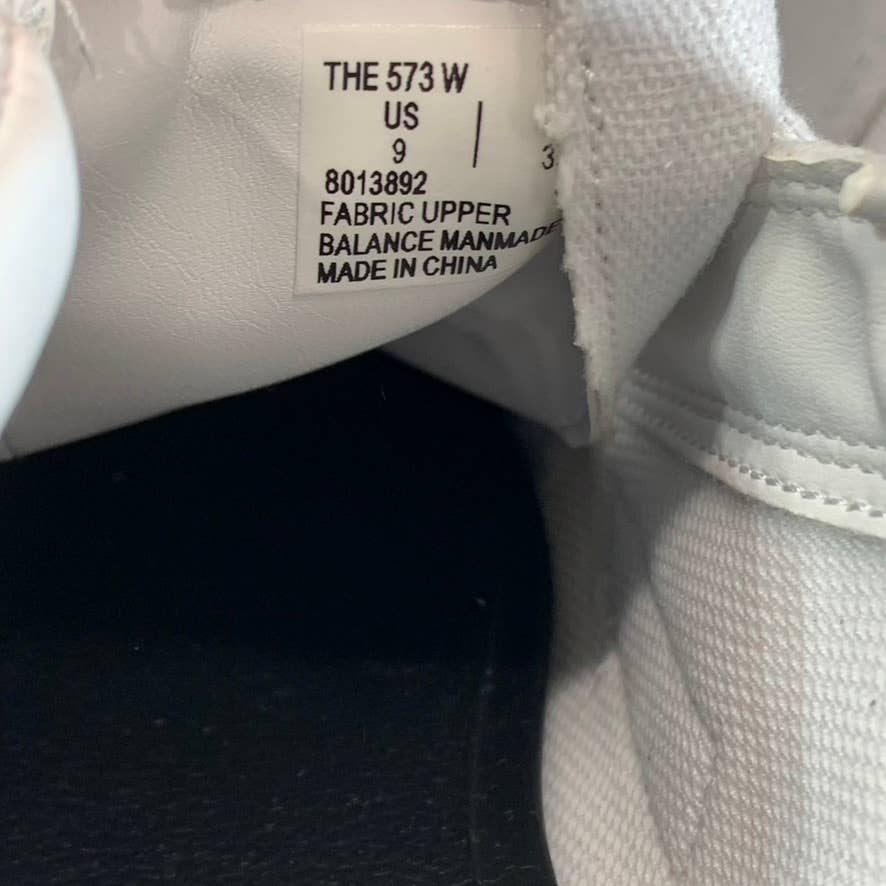 THE 573 W
US |
9
8013892
FABRIC UPPER
BALANCE MANMADE
MADE IN CHINA